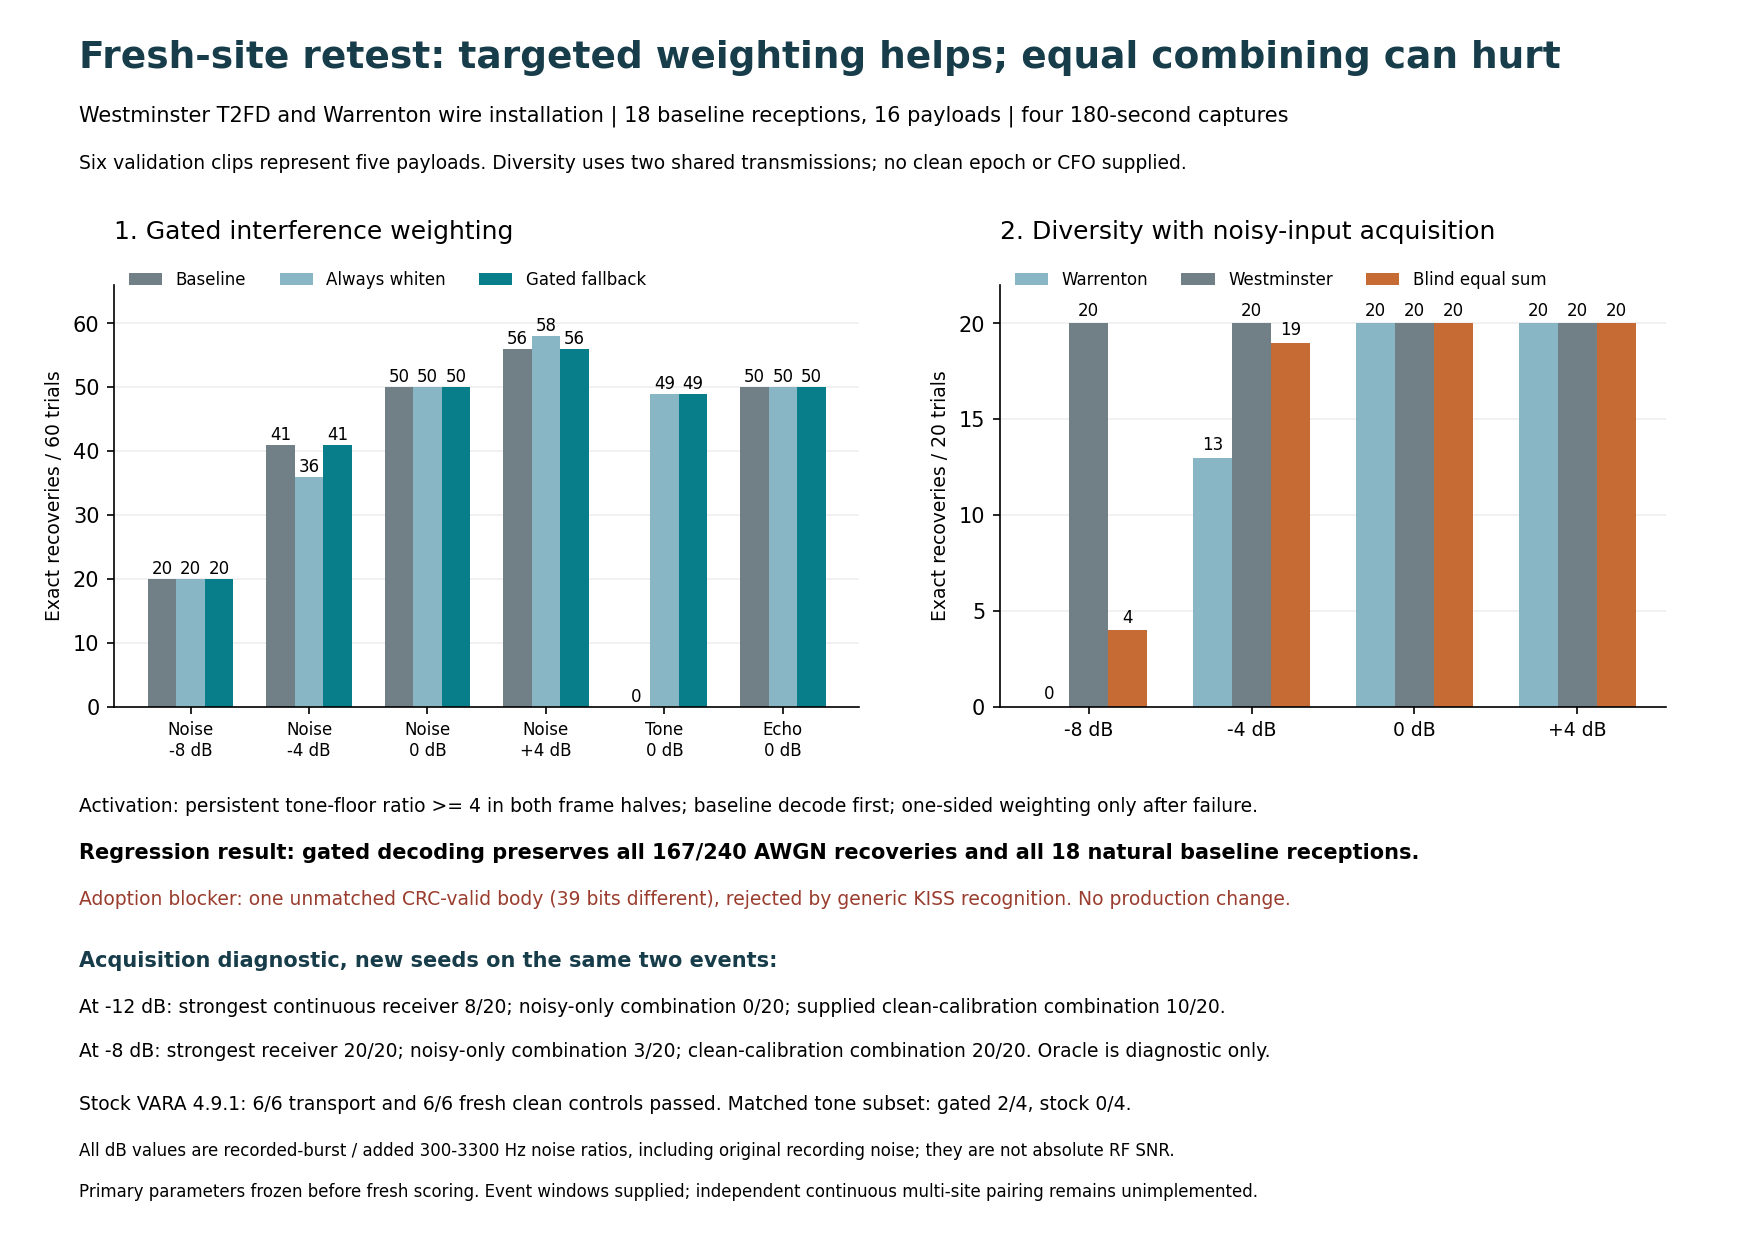 Fresh-site retest: targeted weighting helps; equal combining can hurt
Westminster T2FD and Warrenton wire installation | 18 baseline receptions, 16 payloads | four 180-second captures
Six validation clips represent five payloads. Diversity uses two shared transmissions; no clean epoch or CFO supplied.
1. Gated interference weighting
Baseline Always whiten Gated fallback
Exact recoveries / 60 trials
60
50
40
30
20
10
0
20 20 20
41 36 41
50 50 50
56 58 56
0 49 49
50 50 50
Noise -8 dB
Noise -4 dB
Noise 0 dB
Noise +4 dB
Tone 0 dB
Echo 0 dB
2. Diversity with noisy-input acquisition
Warrenton Westminster Blind equal sum
Exact recoveries / 20 trials
20
15
10
5
0
0 20 4
13 20 19
20 20 20
20 20 20
-8 dB -4 dB 0 dB +4 dB
Activation: persistent tone-floor ratio >= 4 in both frame halves; baseline decode first; one-sided weighting only after failure.
Regression result: gated decoding preserves all 167/240 AWGN recoveries and all 18 natural baseline receptions.
Adoption blocker: one unmatched CRC-valid body (39 bits different), rejected by generic KISS recognition. No production change.
Acquisition diagnostic, new seeds on the same two events:
At -12 dB: strongest continuous receiver 8/20; noisy-only combination 0/20; supplied clean-calibration combination 10/20.
At -8 dB: strongest receiver 20/20; noisy-only combination 3/20; clean-calibration combination 20/20. Oracle is diagnostic only.
Stock VARA 4.9.1: 6/6 transport and 6/6 fresh clean controls passed. Matched tone subset: gated 2/4, stock 0/4.
All dB values are recorded-burst / added 300-3300 Hz noise ratios, including original recording noise; they are not absolute RF SNR.
Primary parameters frozen before fresh scoring. Event windows supplied; independent continuous multi-site pairing remains unimplemented.